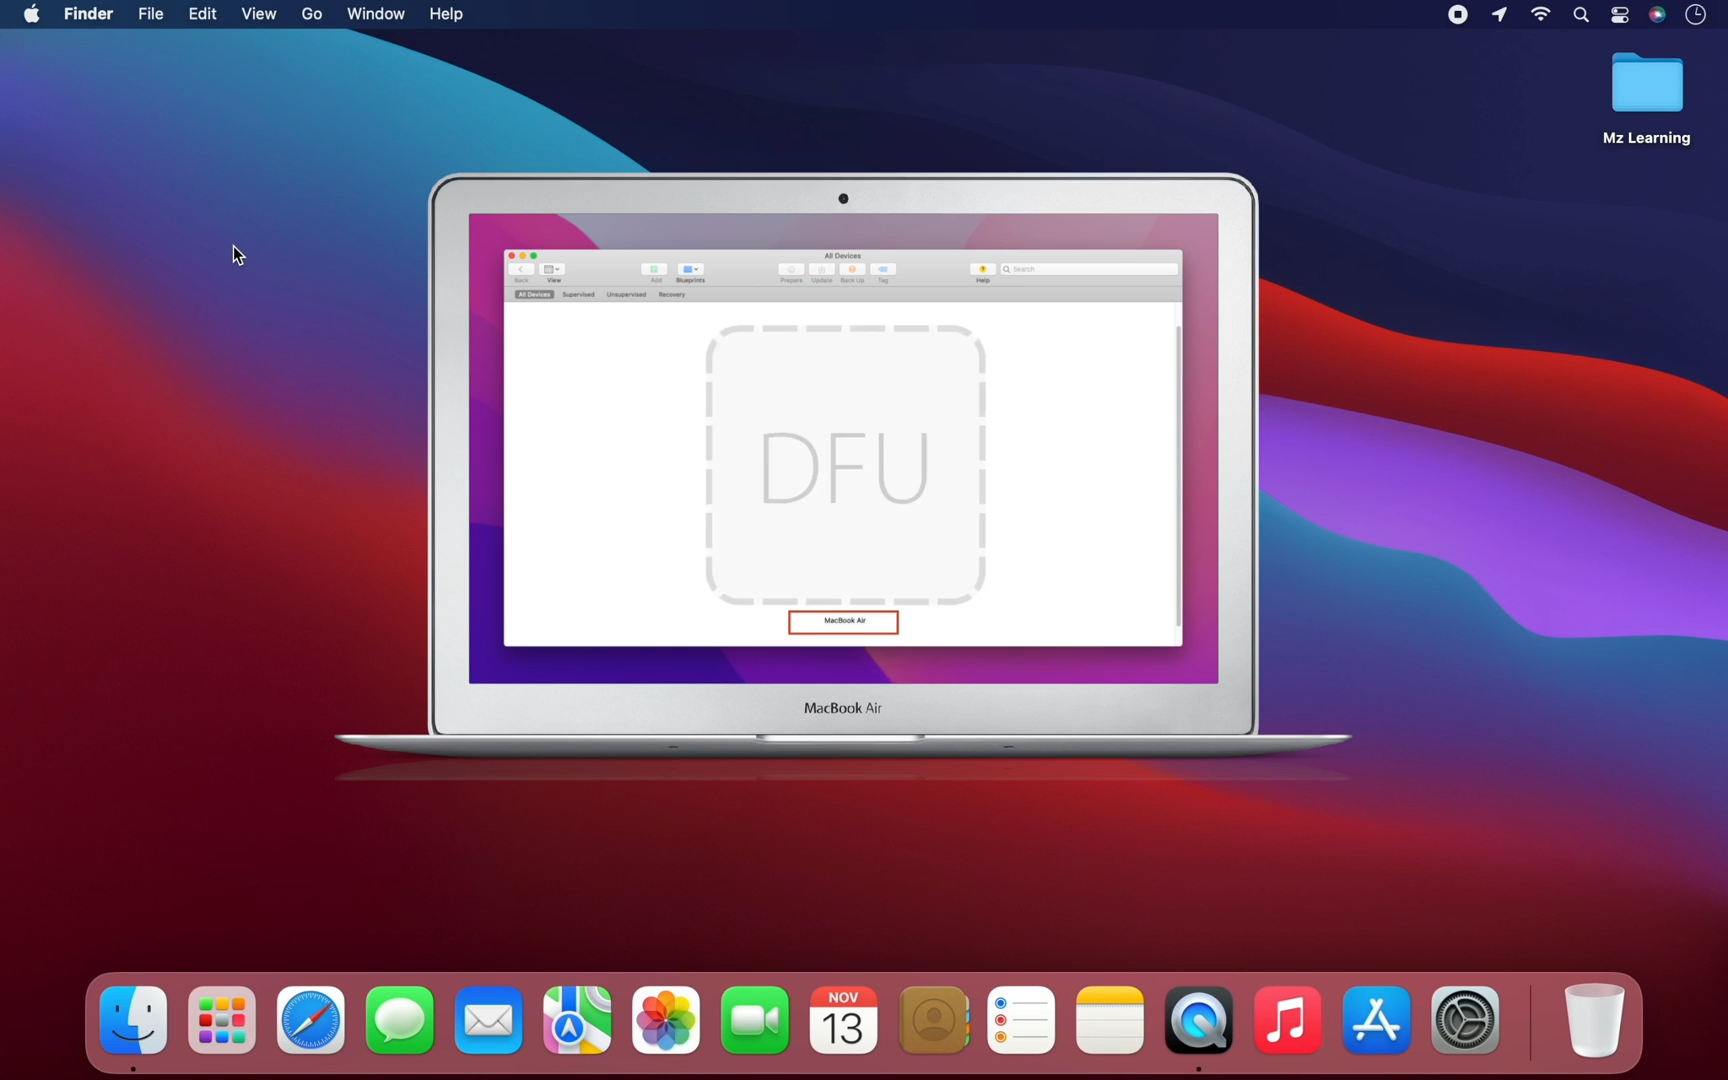 Finder File Edit View Go Window Help
Mz Learning
All Devices
Search
Back View Add Blueprints Prepare Update Back Up Tag Help
All Devices Supervised Unsupervised Recovery
DFU
MacBook Air
MacBook Air
NOV
13